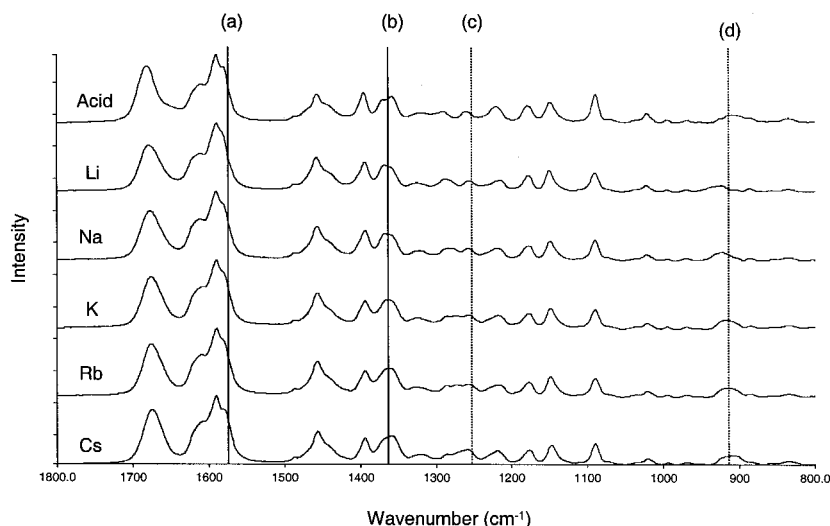 (a)
(b)
(c)
(d)
Acid
Li
Na
K
Rb
Cs
Intensity
1800.0
1700
1600
1500
1400
1300
1200
1100
1000
900
800.0
Wavenumber (cm-1)